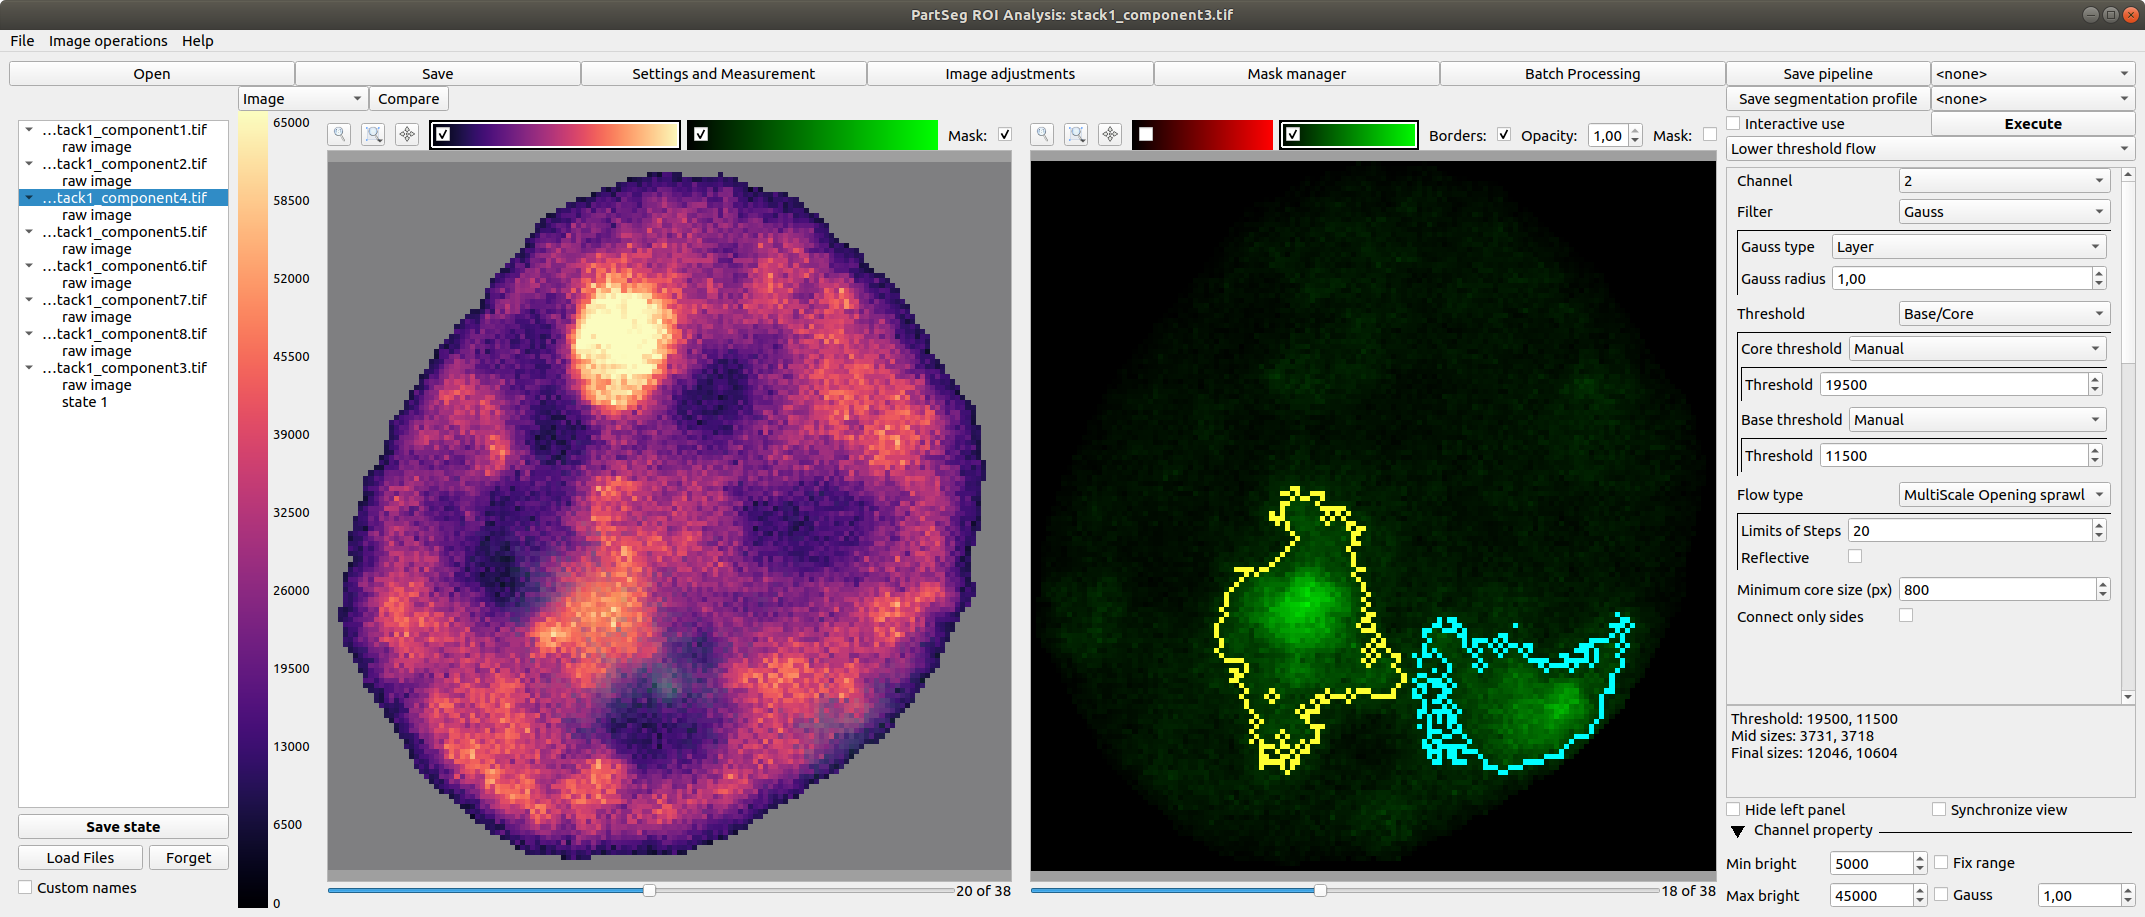 PartSeg ROI Analysis: stack1_component3.tif
File Image operations Help
Open Save Settings and Measurement Image adjustments Mask manager Batch Processing Save pipeline <none>
Image Compare Save segmentation profile <none>
Interactive use Execute
Lower threshold flow
...tack1_component1.tif
raw image
...tack1_component2.tif
raw image
...tack1_component4.tif
raw image
...tack1_component5.tif
raw image
...tack1_component6.tif
raw image
...tack1_component7.tif
raw image
...tack1_component8.tif
raw image
...tack1_component3.tif
raw image
state 1
Save state
Load Files Forget
Custom names
65000
58500
52000
45500
39000
32500
26000
19500
13000
6500
0
Mask:
20 of 38
Borders: Opacity: 1,00 Mask:
18 of 38
Channel 2
Filter Gauss
Gauss type Layer
Gauss radius 1,00
Threshold Base/Core
Core threshold Manual
Threshold 19500
Base threshold Manual
Threshold 11500
Flow type MultiScale Opening sprawl
Limits of Steps 20
Reflective
Minimum core size (px) 800
Connect only sides
Threshold: 19500, 11500
Mid sizes: 3731, 3718
Final sizes: 12046, 10604
Hide left panel Synchronize view
Channel property
Min bright 5000 Fix range
Max bright 45000 Gauss 1,00